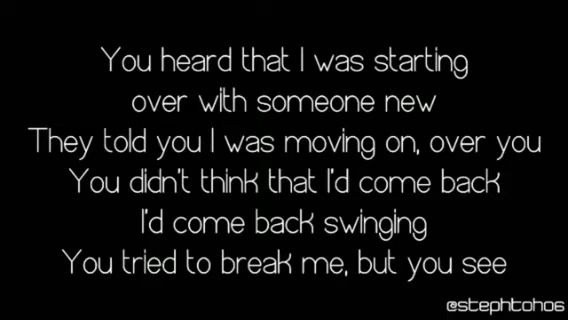 You heard that I was starting
over with someone new
They told you I was moving on, over you
You didn't think that I'd come back
I'd come back swinging
You tried to break me, but you see
@stephtoh06